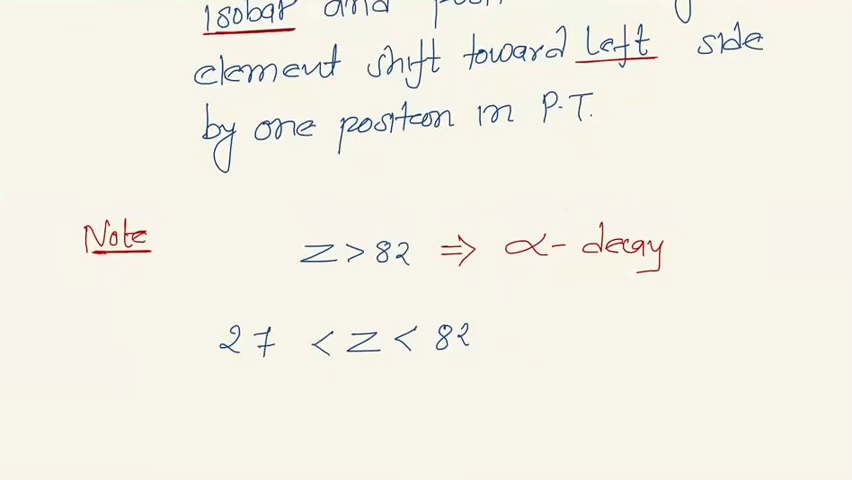 Isobar and
element shift toward left side
by one position in P.T.
Note Z > 82 ⇒ α - decay
27 < Z < 82